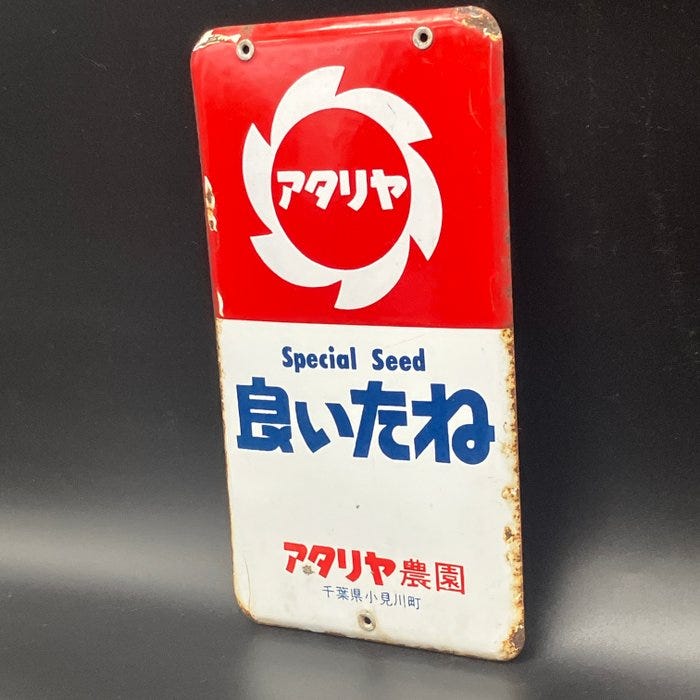 アタリヤ
Special Seed
良いたね
アタリヤ農園
千葉県小見川町